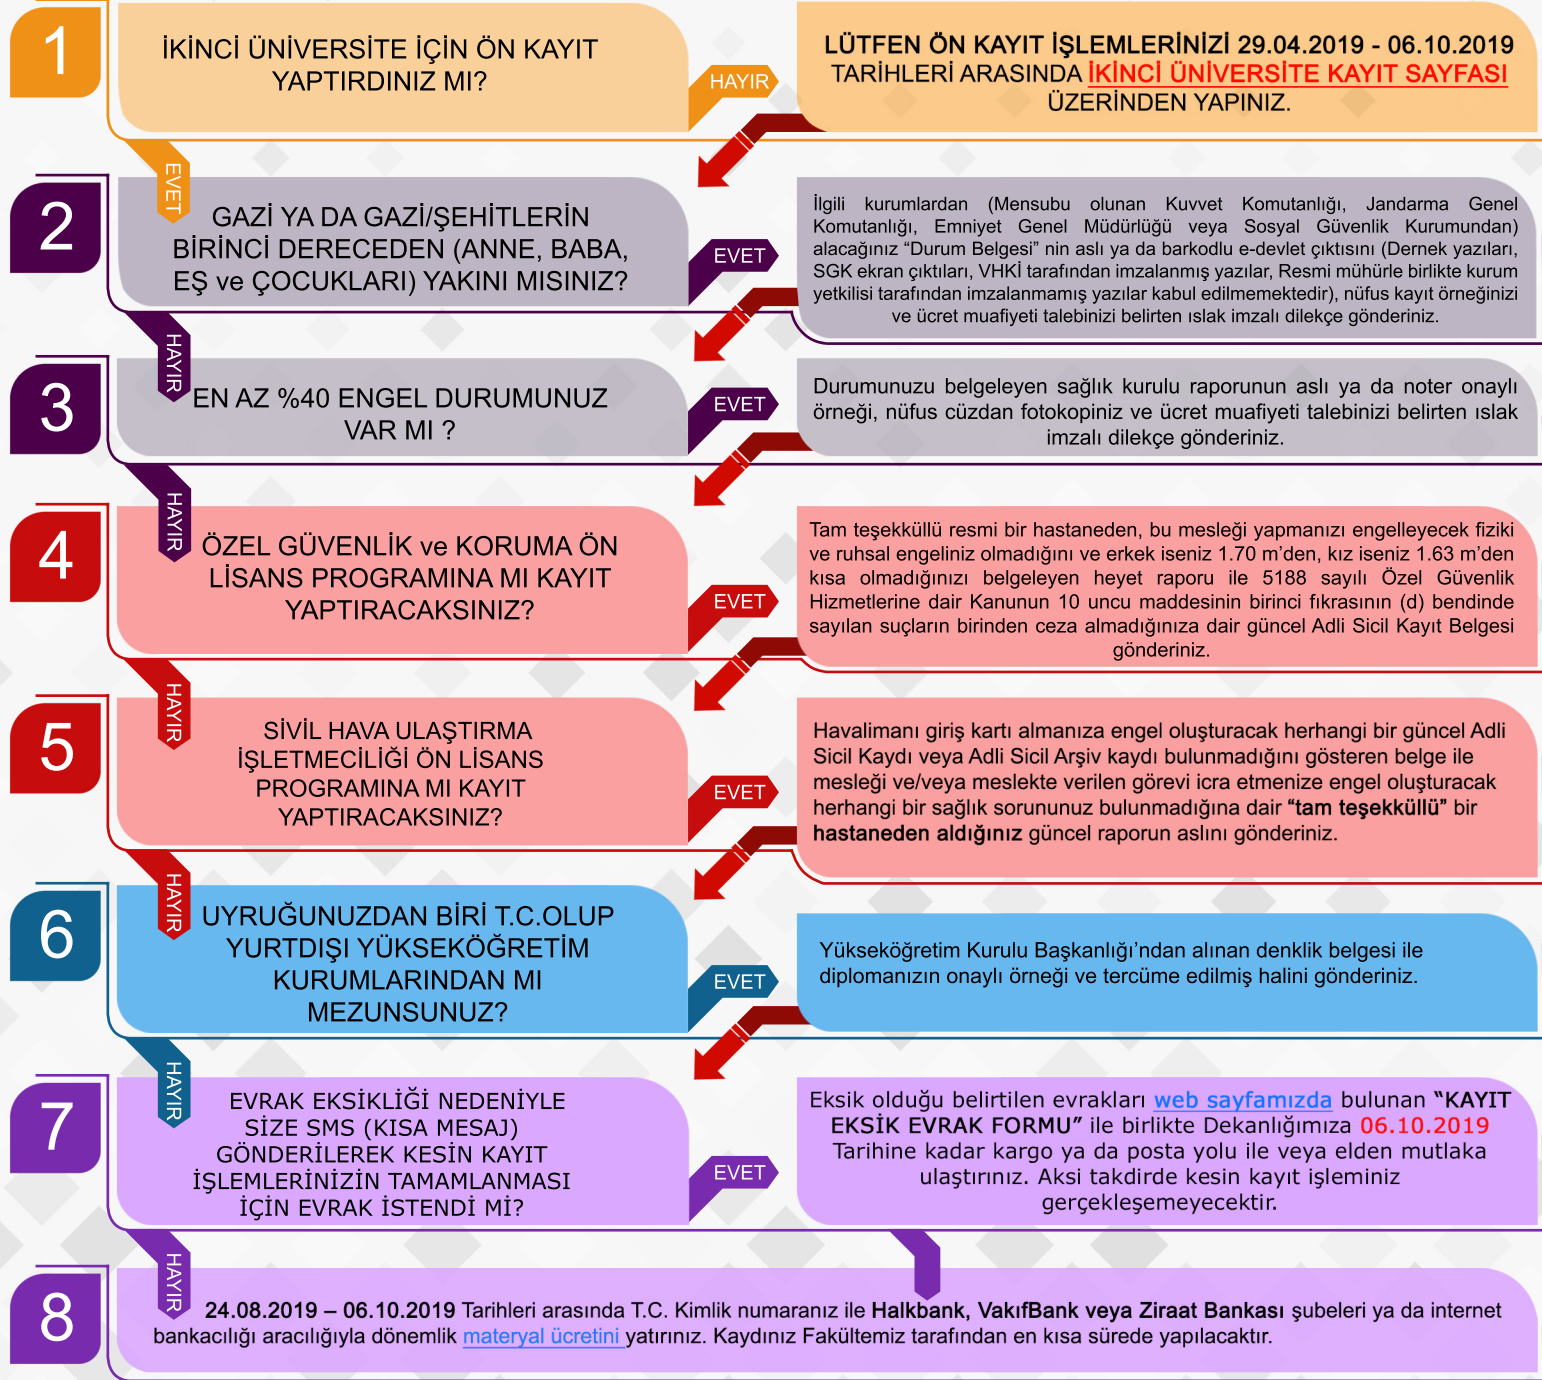 1
İKİNCİ ÜNİVERSİTE İÇİN ÖN KAYIT
YAPTIRDINIZ MI?
HAYIR
LÜTFEN ÖN KAYIT İŞLEMLERİNİZİ 29.04.2019 - 06.10.2019
TARİHLERİ ARASINDA İKİNCİ ÜNİVERSİTE KAYIT SAYFASI
ÜZERİNDEN YAPINIZ.
EVET
2
GAZİ YA DA GAZİ/ŞEHİTLERİN
BİRİNCİ DERECEDEN (ANNE, BABA,
EŞ ve ÇOCUKLARI) YAKINI MISINIZ?
EVET
İlgili kurumlardan (Mensubu olunan Kuvvet Komutanlığı, Jandarma Genel
Komutanlığı, Emniyet Genel Müdürlüğü veya Sosyal Güvenlik Kurumundan)
alacağınız “Durum Belgesi” nin aslı ya da barkodlu e-devlet çıktısını (Dernek yazıları,
SGK ekran çıktıları, VHKİ tarafından imzalanmış yazılar, Resmi mühürle birlikte kurum
yetkilisi tarafından imzalanmamış yazılar kabul edilmemektedir), nüfus kayıt örneğinizi
ve ücret muafiyeti talebinizi belirten ıslak imzalı dilekçe gönderiniz.
HAYIR
3
EN AZ %40 ENGEL DURUMUNUZ
VAR MI ?
EVET
Durumunuzu belgeleyen sağlık kurulu raporunun aslı ya da noter onaylı
örneği, nüfus cüzdan fotokopiniz ve ücret muafiyeti talebinizi belirten ıslak
imzalı dilekçe gönderiniz.
HAYIR
4
ÖZEL GÜVENLİK ve KORUMA ÖN
LİSANS PROGRAMINA MI KAYIT
YAPTIRACAKSINIZ?
EVET
Tam teşekküllü resmi bir hastaneden, bu mesleği yapmanızı engelleyecek fiziki
ve ruhsal engeliniz olmadığını ve erkek iseniz 1.70 m’den, kız iseniz 1.63 m’den
kısa olmadığınızı belgeleyen heyet raporu ile 5188 sayılı Özel Güvenlik
Hizmetlerine dair Kanunun 10 uncu maddesinin birinci fıkrasının (d) bendinde
sayılan suçların birinden ceza almadığınıza dair güncel Adli Sicil Kayıt Belgesi
gönderiniz.
HAYIR
5
SİVİL HAVA ULAŞTIRMA
İŞLETMECİLİĞİ ÖN LİSANS
PROGRAMINA MI KAYIT
YAPTIRACAKSINIZ?
EVET
Havalimanı giriş kartı almanıza engel oluşturacak herhangi bir güncel Adli
Sicil Kaydı veya Adli Sicil Arşiv kaydı bulunmadığını gösteren belge ile
mesleği ve/veya meslekte verilen görevi icra etmenize engel oluşturacak
herhangi bir sağlık sorununuz bulunmadığına dair “tam teşekküllü” bir
hastaneden aldığınız güncel raporun aslını gönderiniz.
HAYIR
6
UYRUĞUNUZDAN BİRİ T.C.OLUP
YURTDIŞI YÜKSEKÖĞRETİM
KURUMLARINDAN MI
MEZUNSUNUZ?
EVET
Yükseköğretim Kurulu Başkanlığı’ndan alınan denklik belgesi ile
diplomanızın onaylı örneği ve tercüme edilmiş halini gönderiniz.
HAYIR
7
EVRAK EKSİKLİĞİ NEDENİYLE
SİZE SMS (KISA MESAJ)
GÖNDERİLEREK KESİN KAYIT
İŞLEMLERİNİZİN TAMAMLANMASI
İÇİN EVRAK İSTENDİ Mİ?
EVET
Eksik olduğu belirtilen evrakları web sayfamızda bulunan “KAYIT
EKSİK EVRAK FORMU” ile birlikte Dekanlığımıza 06.10.2019
Tarihine kadar kargo ya da posta yolu ile veya elden mutlaka
ulaştırınız. Aksi takdirde kesin kayıt işleminiz
gerçekleşemeyecektir.
HAYIR
8
24.08.2019 – 06.10.2019 Tarihleri arasında T.C. Kimlik numaranız ile Halkbank, VakıfBank veya Ziraat Bankası şubeleri ya da internet
bankacılığı aracılığıyla dönemlik materyal ücretini yatırınız. Kaydınız Fakültemiz tarafından en kısa sürede yapılacaktır.